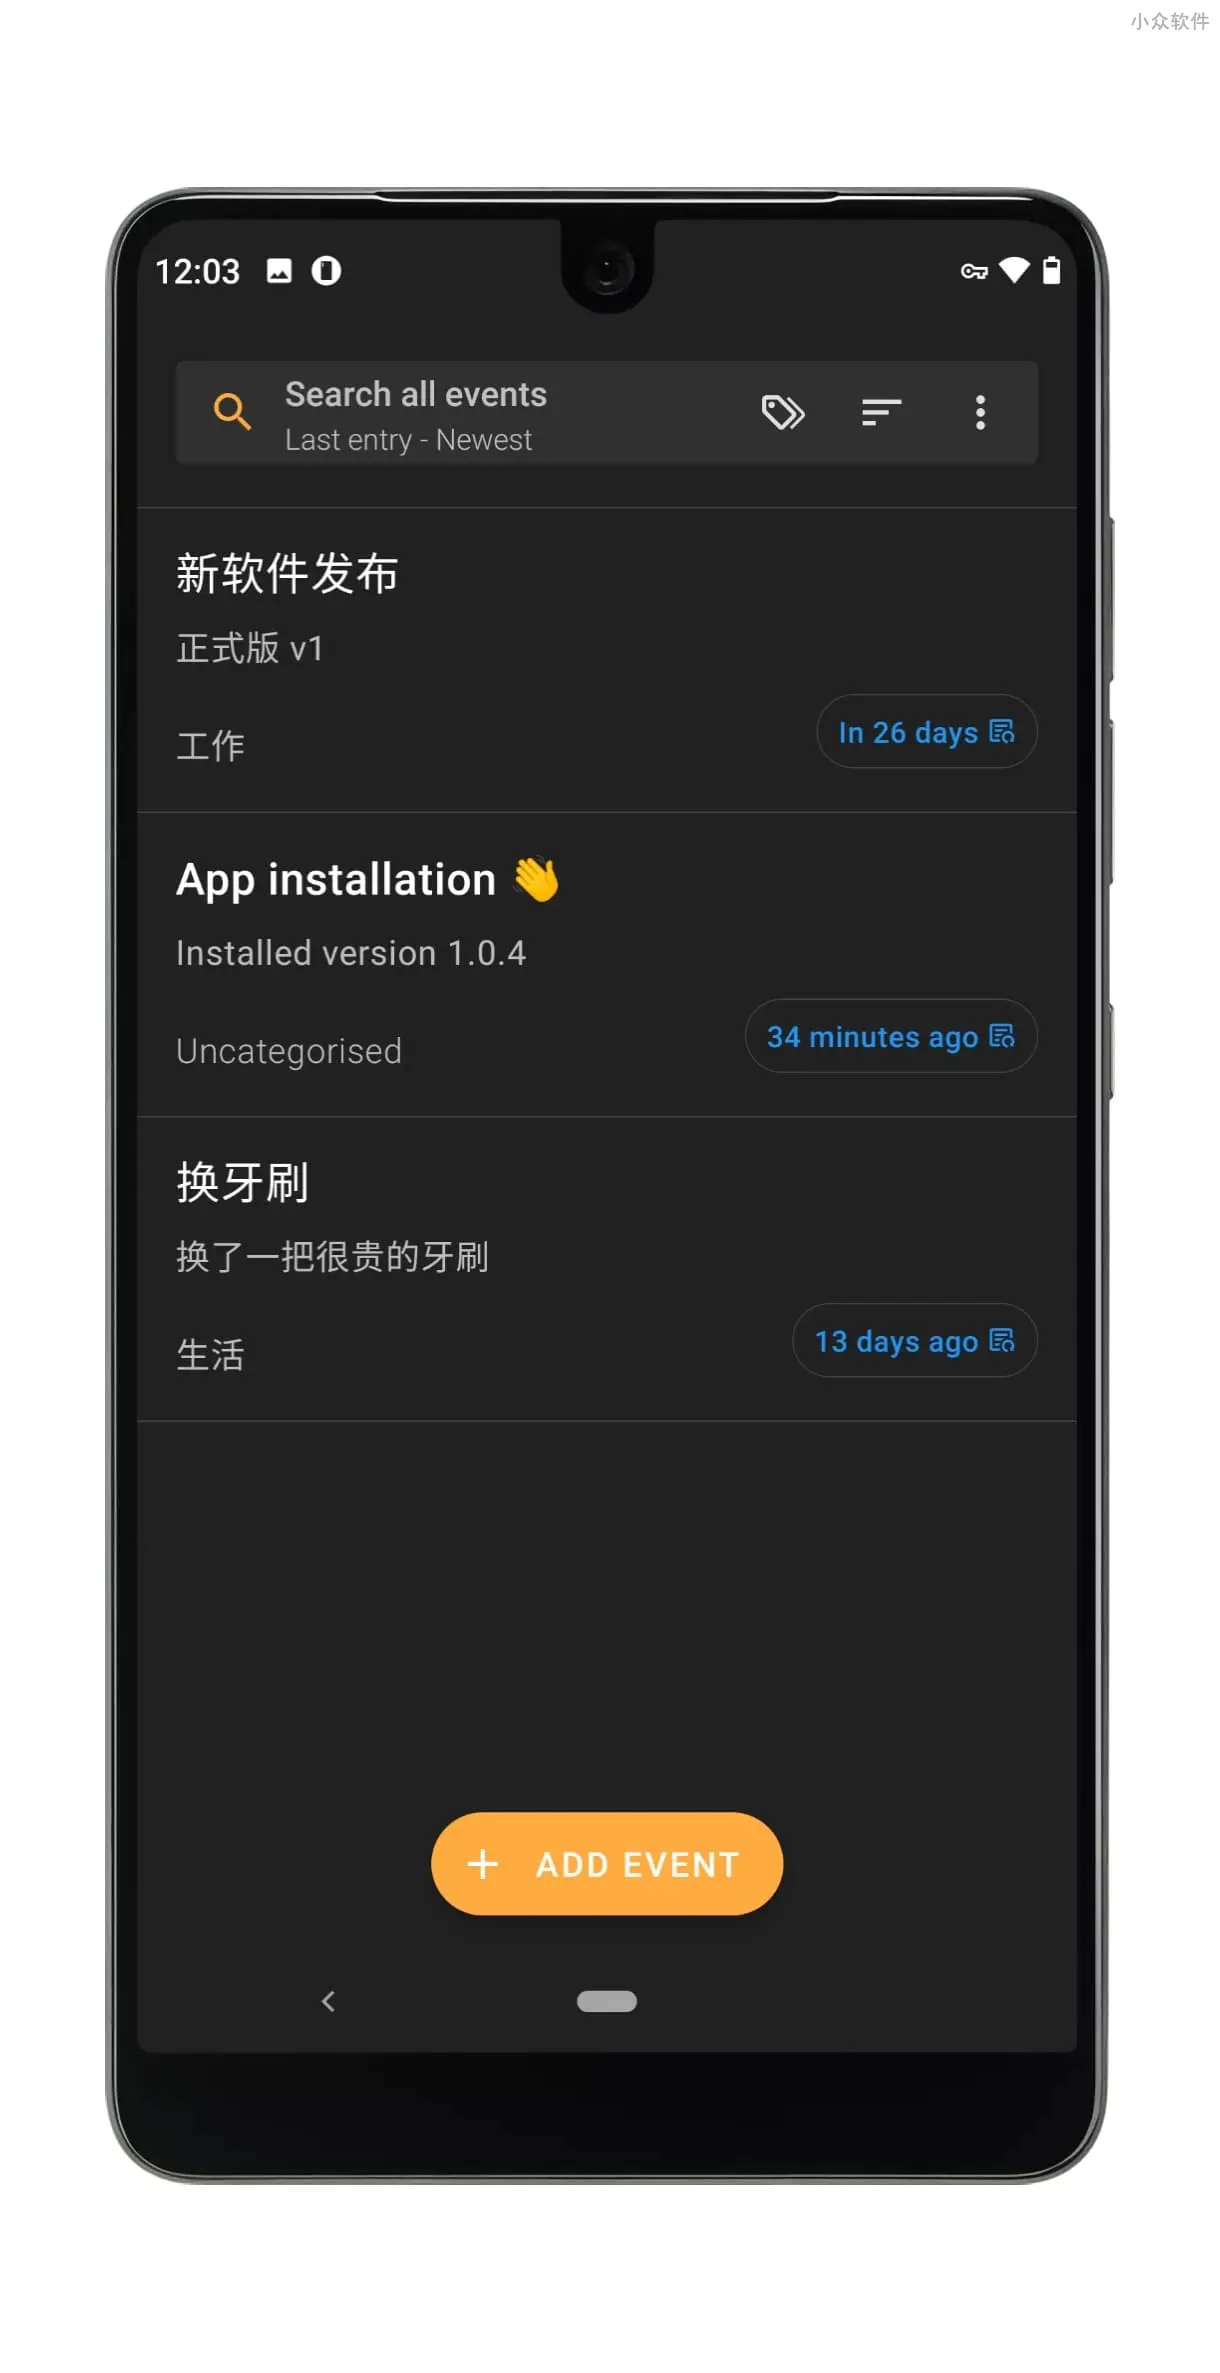 小众软件
12:03
Search all events
Last entry - Newest
新软件发布
正式版 v1
工作
In 26 days
App installation 👋
Installed version 1.0.4
Uncategorised
34 minutes ago
换牙刷
换了一把很贵的牙刷
生活
13 days ago
+ ADD EVENT